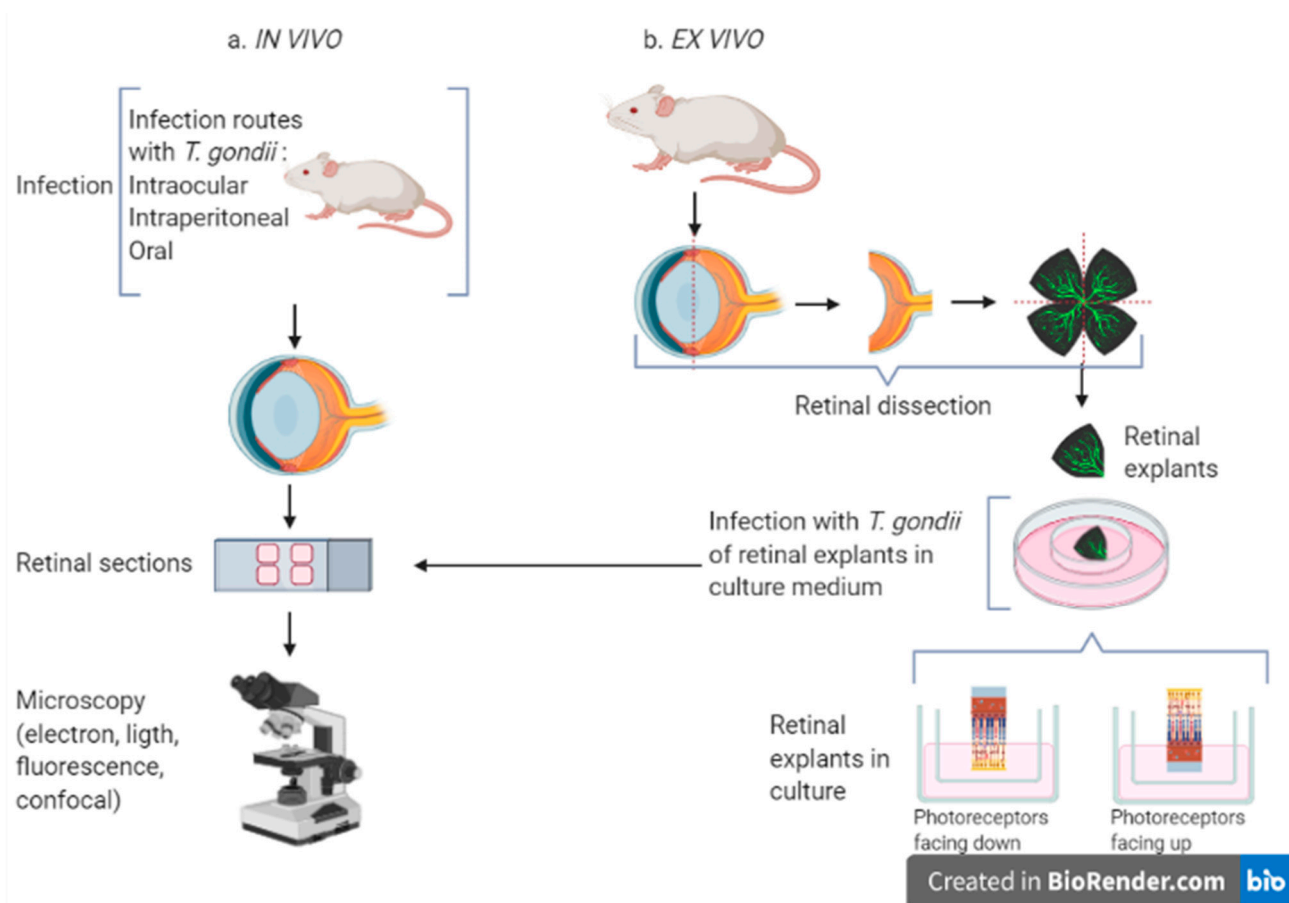 a. IN VIVO
Infection
Infection routes
with T. gondii :
Intraocular
Intraperitoneal
Oral
Retinal sections
Microscopy
(electron, ligth,
fluorescence,
confocal)
b. EX VIVO
Retinal dissection
Retinal
explants
Infection with T. gondii
of retinal explants in
culture medium
Retinal
explants in
culture
Photoreceptors
facing down
Photoreceptors
facing up
Created in BioRender.com bio